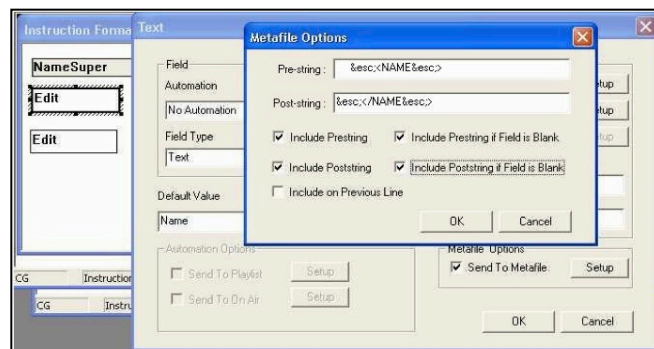 Instruction Forma
NameSuper
Edit
Edit
CG
Instruction
CG
Instru
Text
Field
Automation
No Automation
Field Type
Text
Default Value
Name
Automation Options
Send To Playlist
Setup
Send To On Air
Setup
Metafile Options
Pre-string :
&esc;<NAME&esc;>
Post-string :
&esc;</NAME&esc;>
Include Prestring
Include Prestring if Field is Blank
Include Poststring
Include Poststring if Field is Blank
Include on Previous Line
OK
Cancel
etup
etup
tup
Metafile Options
Send To Metafile
Setup
OK
Cancel